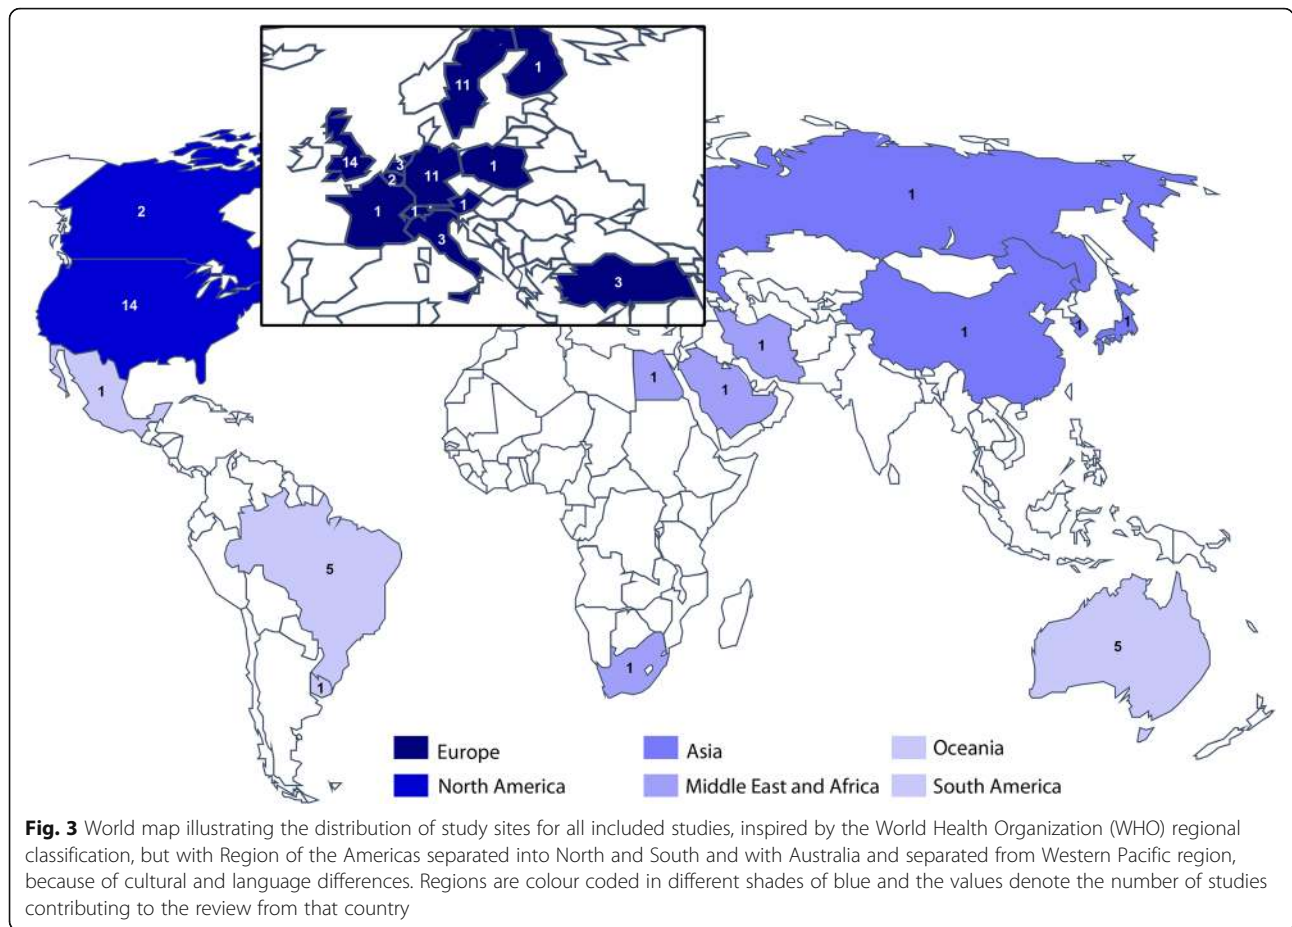 1
11
14
3
2
11
1
1
1
1
3
3
2
14
1
5
1
1
1
1
1
1
1
1
1
5
Europe
Asia
Oceania
North America
Middle East and Africa
South America
Fig. 3 World map illustrating the distribution of study sites for all included studies, inspired by the World Health Organization (WHO) regional
classification, but with Region of the Americas separated into North and South and with Australia and separated from Western Pacific region,
because of cultural and language differences. Regions are colour coded in different shades of blue and the values denote the number of studies
contributing to the review from that country